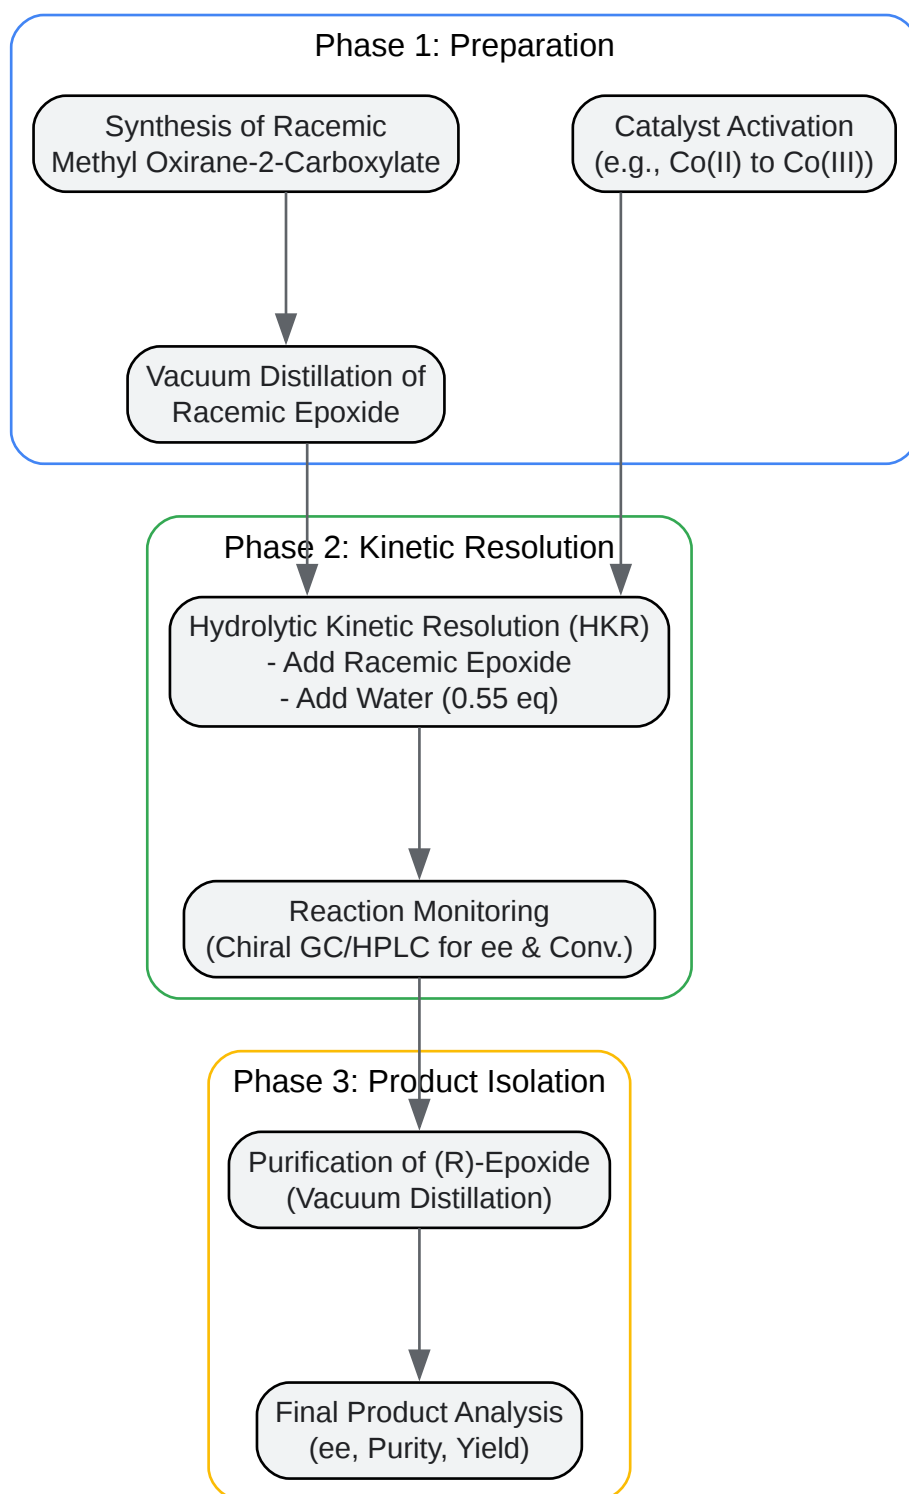 Phase 1: Preparation
Synthesis of Racemic
Methyl Oxirane-2-Carboxylate
Catalyst Activation
(e.g., Co(II) to Co(III))
Vacuum Distillation of
Racemic Epoxide
Phase 2: Kinetic Resolution
Hydrolytic Kinetic Resolution (HKR)
- Add Racemic Epoxide
- Add Water (0.55 eq)
Reaction Monitoring
(Chiral GC/HPLC for ee & Conv.)
Phase 3: Product Isolation
Purification of (R)-Epoxide
(Vacuum Distillation)
Final Product Analysis
(ee, Purity, Yield)